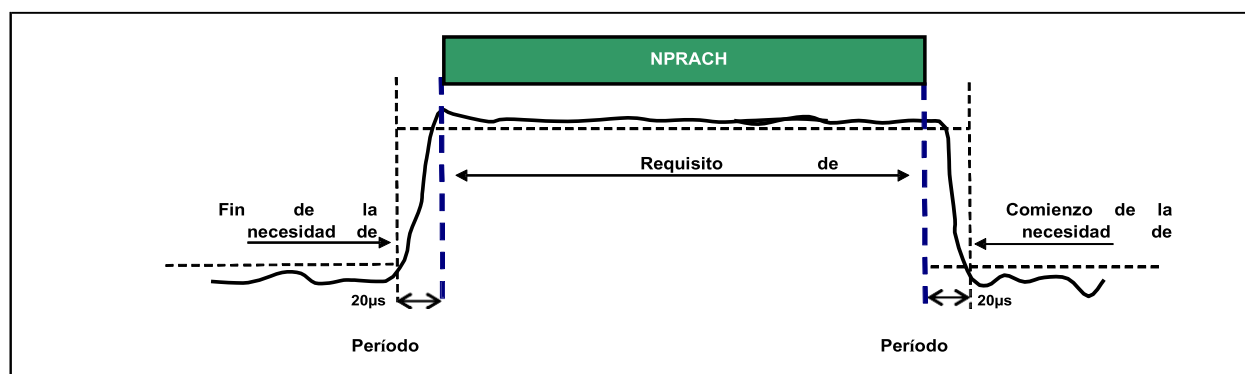 NPRACH
Requisito de
Fin de la
necesidad de
Comienzo de la
necesidad de
20µs
20µs
Período
Período